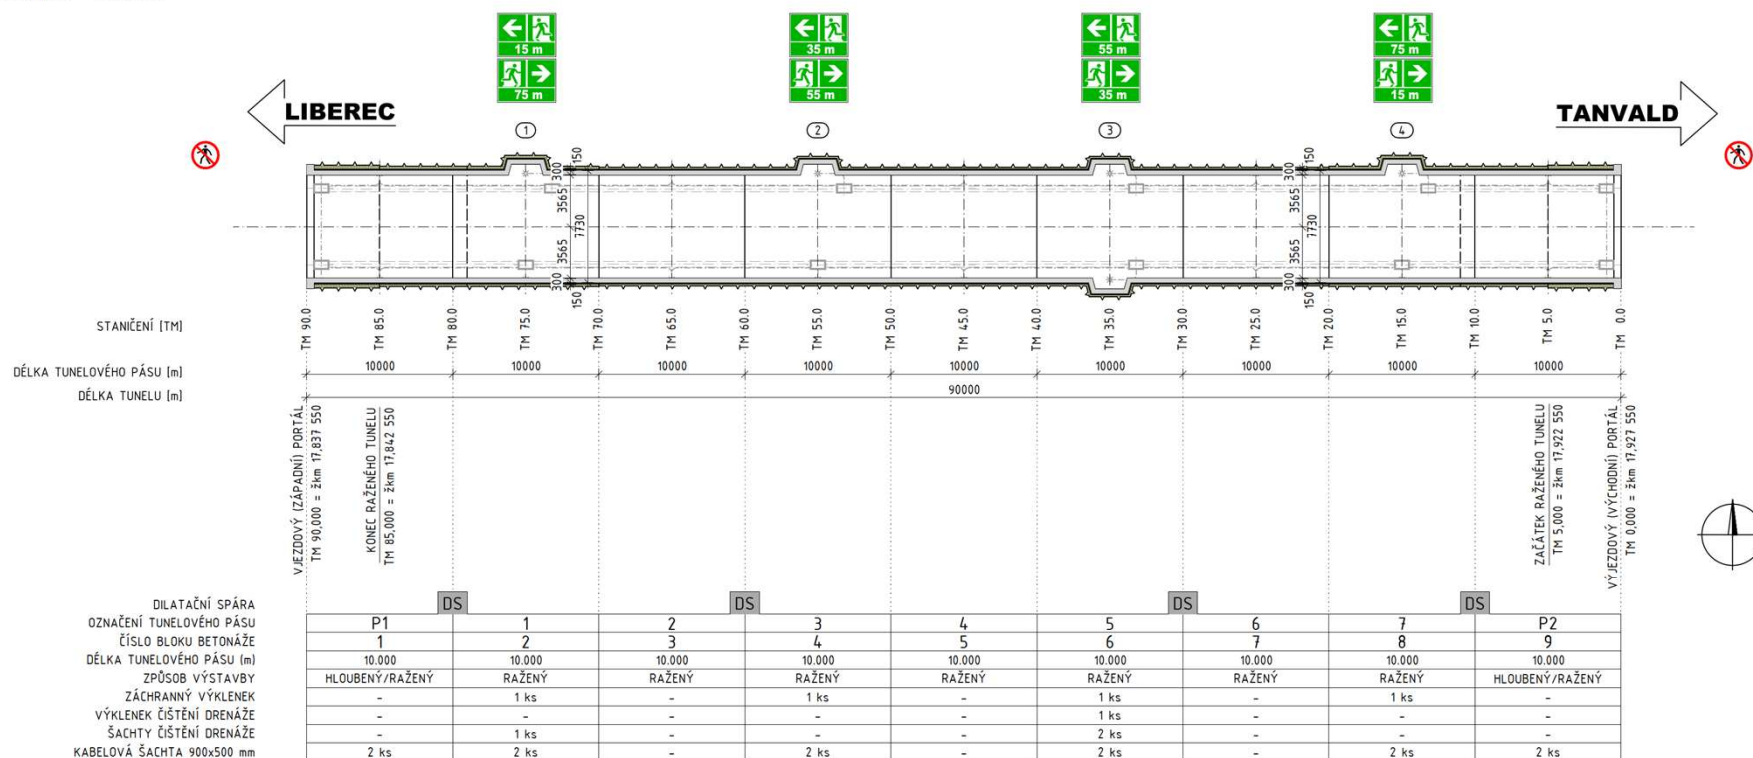 15 m
75 m
35 m
55 m
55 m
35 m
75 m
15 m
LIBEREC
TANVALD
1
2
3
4
150
300
3565
7730
3565
300
150
150
300
3565
7730
3565
300
150
STANIČENÍ [TM]
TM 90.0
TM 85.0
TM 80.0
TM 75.0
TM 70.0
TM 65.0
TM 60.0
TM 55.0
TM 50.0
TM 45.0
TM 40.0
TM 35.0
TM 30.0
TM 25.0
TM 20.0
TM 15.0
TM 10.0
TM 5.0
TM 0.0
DÉLKA TUNELOVÉHO PÁSU [m] 10000 10000 10000 10000 10000 10000 10000 10000 10000
DÉLKA TUNELU [m] 90000
VJEZDOVÝ (ZÁPADNÍ) PORTÁL
TM 90,000 = žkm 17,837 550
KONEC RAŽENÉHO TUNELU
TM 85,000 = žkm 17,842 550
ZAČÁTEK RAŽENÉHO TUNELU
TM 5,000 = žkm 17,922 550
VÝJEZDOVÝ (VÝCHODNÍ) PORTÁL
TM 0,000 = žkm 17,927 550
DILATAČNÍ SPÁRA DS DS DS DS
OZNAČENÍ TUNELOVÉHO PÁSU P1 1 2 3 4 5 6 7 P2
ČÍSLO BLOKU BETONÁŽE 1 2 3 4 5 6 7 8 9
DÉLKA TUNELOVÉHO PÁSU (m) 10.000 10.000 10.000 10.000 10.000 10.000 10.000 10.000 10.000
ZPŮSOB VÝSTAVBY HLOUBENÝ/RAŽENÝ RAŽENÝ RAŽENÝ RAŽENÝ RAŽENÝ RAŽENÝ RAŽENÝ RAŽENÝ HLOUBENÝ/RAŽENÝ
ZÁCHRANNÝ VÝKLENEK - 1 ks - 1 ks - 1 ks - 1 ks -
VÝKLENEK ČIŠTĚNÍ DRENÁŽE - - - - - 1 ks - - -
ŠACHTY ČIŠTĚNÍ DRENÁŽE - 1 ks - - - 2 ks - - -
KABELOVÁ ŠACHTA 900x500 mm 2 ks 2 ks - 2 ks - 2 ks - 2 ks 2 ks